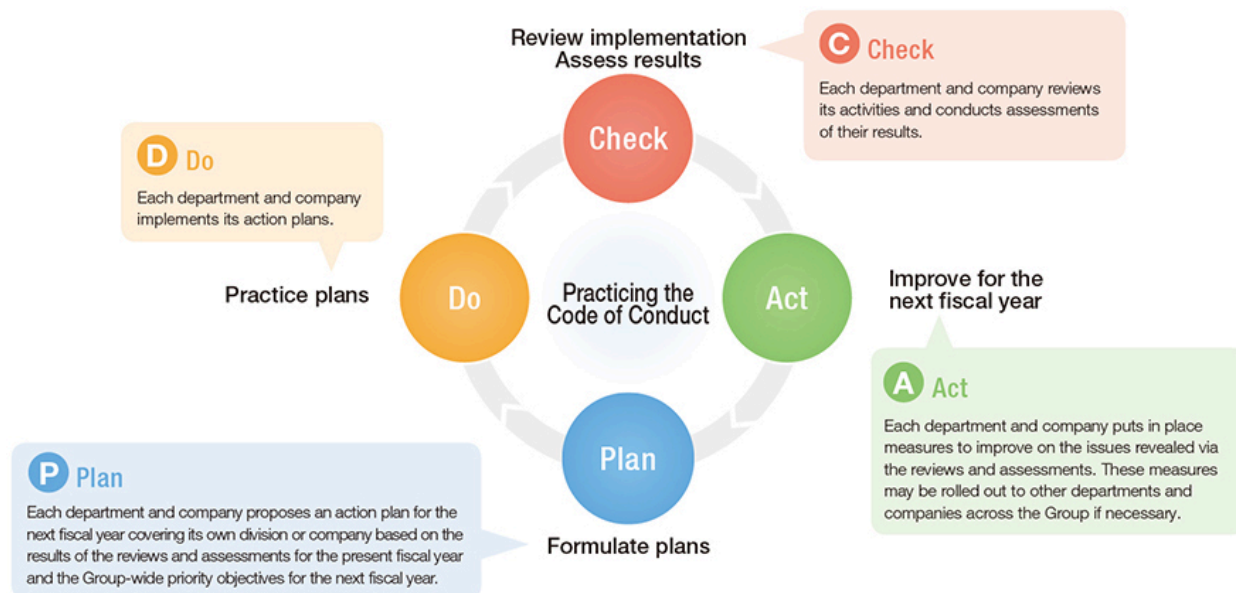 Review implementation
Assess results
C Check
Each department and company reviews
its activities and conducts assessments
of their results.
Check
D Do
Each department and company
implements its action plans.
Practice plans
Do
Practicing the
Code of Conduct
Act
Improve for the
next fiscal year
A Act
Each department and company puts in place
measures to improve on the issues revealed via
the reviews and assessments. These measures
may be rolled out to other departments and
companies across the Group if necessary.
Plan
P Plan
Each department and company proposes an action plan for the
next fiscal year covering its own division or company based on the
results of the reviews and assessments for the present fiscal year
and the Group-wide priority objectives for the next fiscal year.
Formulate plans